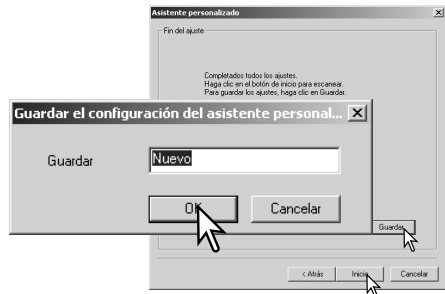 Asistente personalizado
Fin del ajuste
Completados todos los ajustes.
Haga clic en el botón de inicio para escanear.
Para guardar los ajustes, haga clic en Guardar.
Guardar el configuración del asistente personal...
Guardar
Nuevo
OK
Cancelar
Guardar
< Atrás
Inicio
Cancelar